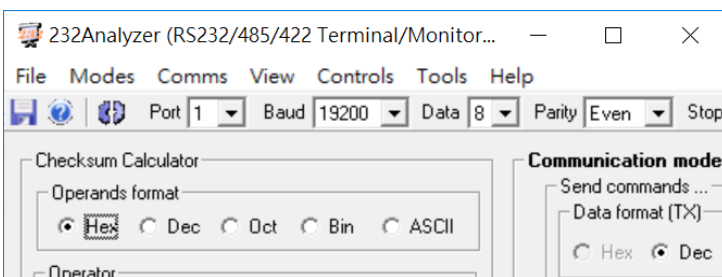 232Analyzer (RS232/485/422 Terminal/Monitor...
File Modes Comms View Controls Tools Help
Port 1 Baud 19200 Data 8 Parity Even Stop
Checksum Calculator
Operands format
Hex Dec Oct Bin ASCII
Operator
Communication mode
Send commands ...
Data format (TX)
Hex Dec